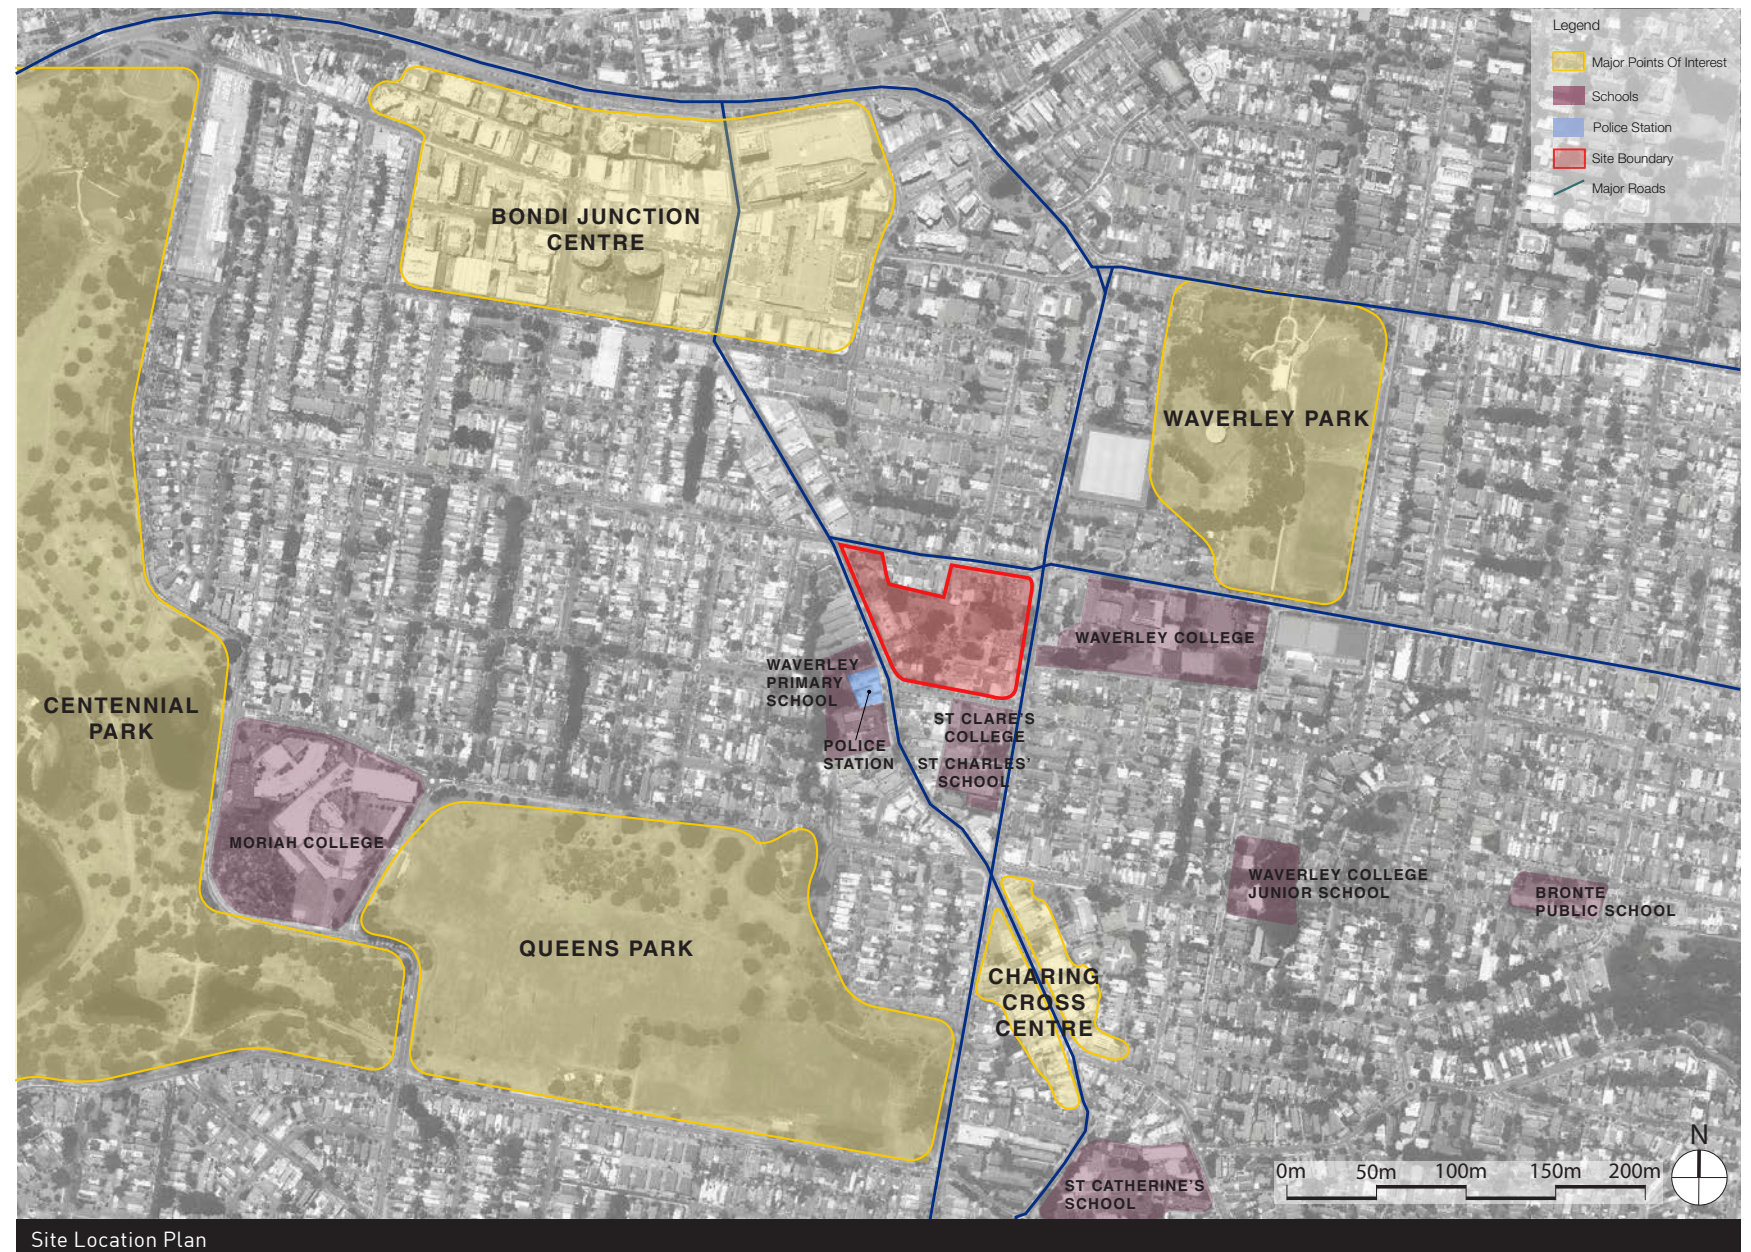 Legend
Major Points Of Interest
Schools
Police Station
Site Boundary
Major Roads
BONDI JUNCTION
CENTRE
WAVERLEY PARK
WAVERLEY COLLEGE
WAVERLEY
PRIMARY
SCHOOL
CENTENNIAL
PARK
ST CLARE'S
COLLEGE
POLICE
STATION
ST CHARLES'
SCHOOL
MORIAH COLLEGE
WAVERLEY COLLEGE
JUNIOR SCHOOL
BRONTE
PUBLIC SCHOOL
QUEENS PARK
CHARING
CROSS
CENTRE
N
0m 50m 100m 150m 200m
ST CATHERINE'S
SCHOOL
Site Location Plan